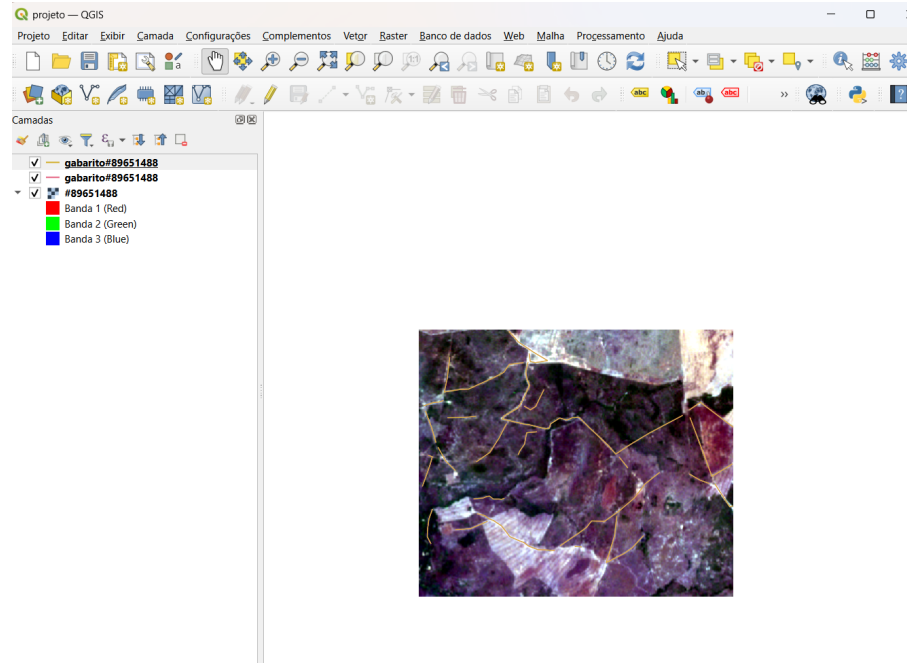 projeto — QGIS
Projeto Editar Exibir Camada Configurações Complementos Vetor Raster Banco de dados Web Malha Processamento Ajuda
abc ab abc »
Camadas
gabarito#89651488
gabarito#89651488
#89651488
Banda 1 (Red)
Banda 2 (Green)
Banda 3 (Blue)